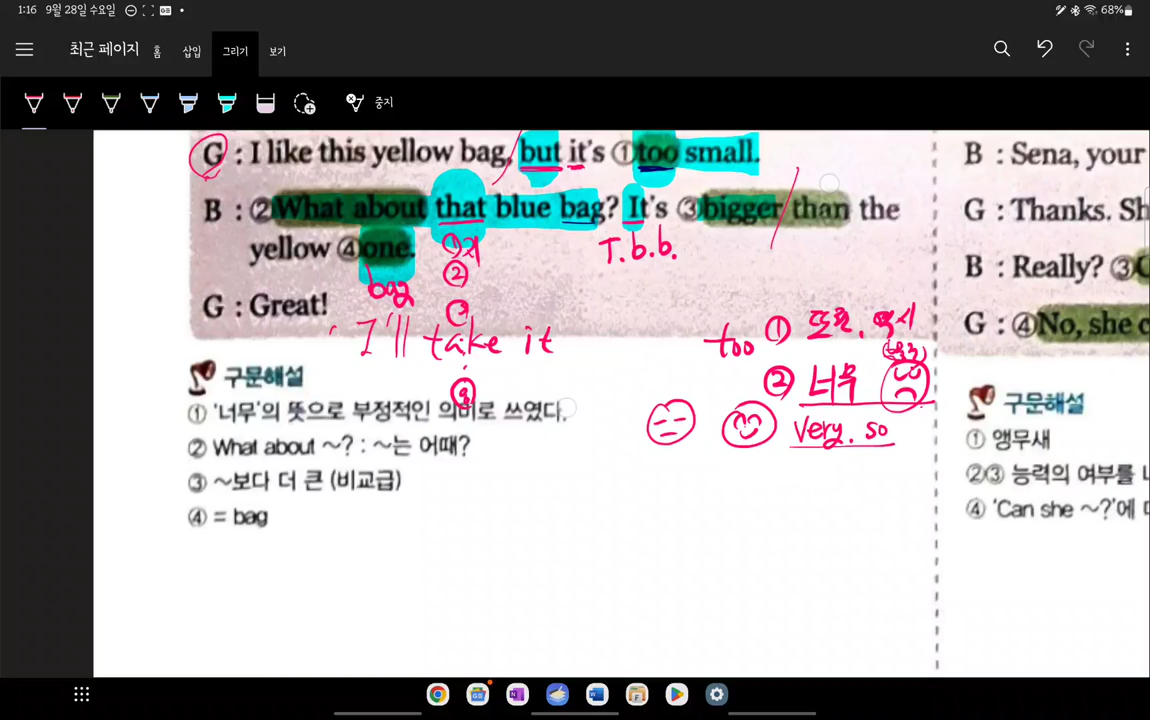 1:16 9월 28일 수요일 68%
최근 페이지 홈 삽입 그리기 보기
중지
G : I like this yellow bag, but it's ①too small.
B : ②What about that blue bag? It's ③bigger than the
yellow ④one.
T.b.b.
①
②
bag
G : Great!
I'll take it
too ① 또한, 역시
② 너무
very. so
구문해설
① '너무'의 뜻으로 부정적인 의미로 쓰였다.
② What about ~? : ~는 어때?
③ ~보다 더 큰 (비교급)
④ = bag
B : Sena, your
G : Thanks. Sh
B : Really? ③
G : ④No, she c
구문해설
① 앵무새
②③ 능력의 여부를
④ 'Can she ~?'에